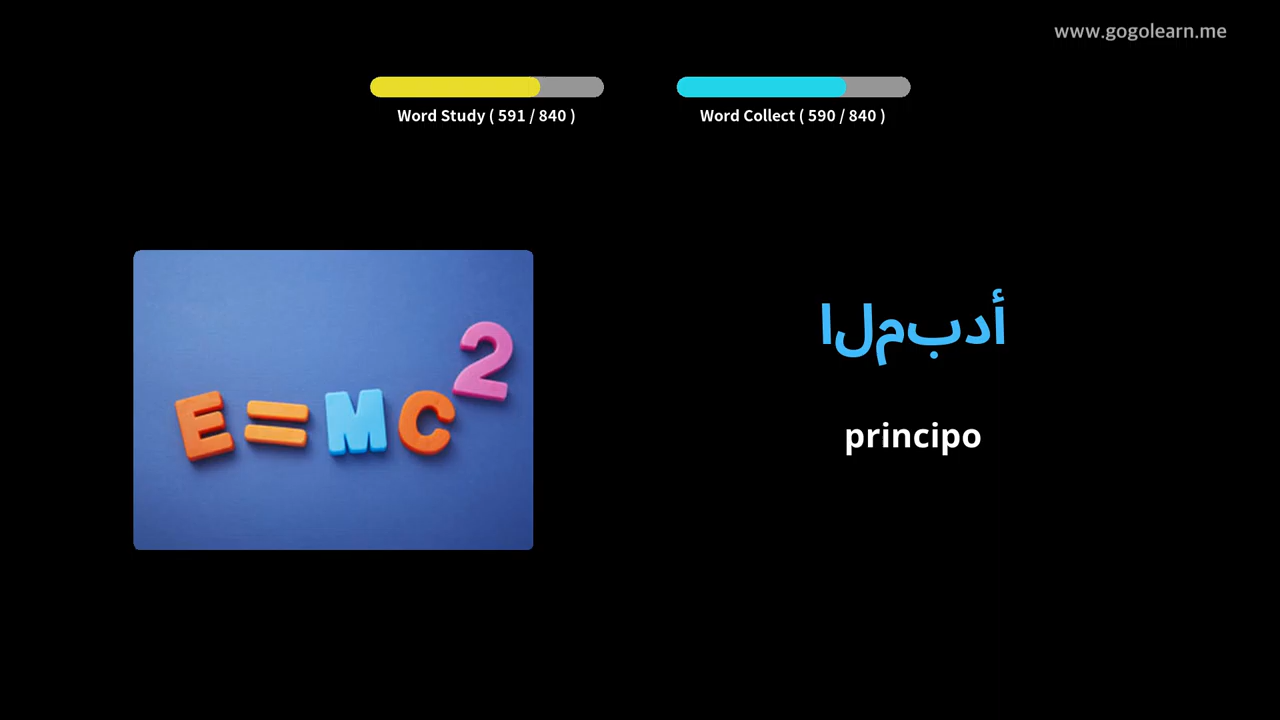 www.gogolearn.me
Word Study ( 591 / 840 )
Word Collect ( 590 / 840 )
E=MC2
المبدأ
principo